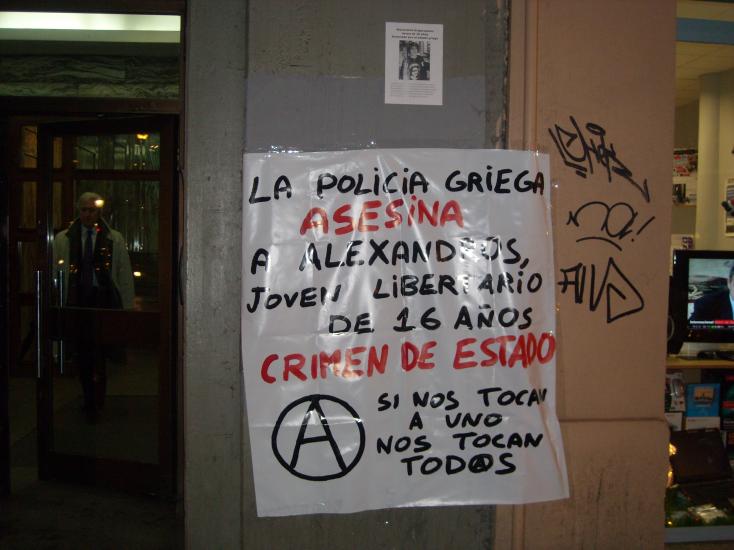 LA POLICIA GRIEGA
ASESINA
A ALEXANDROS,
JOVEN LIBERTARIO
DE 16 AÑOS
CRIMEN DE ESTADO
SI NOS TOCAN
A UNO
NOS TOCAN
TOD@S